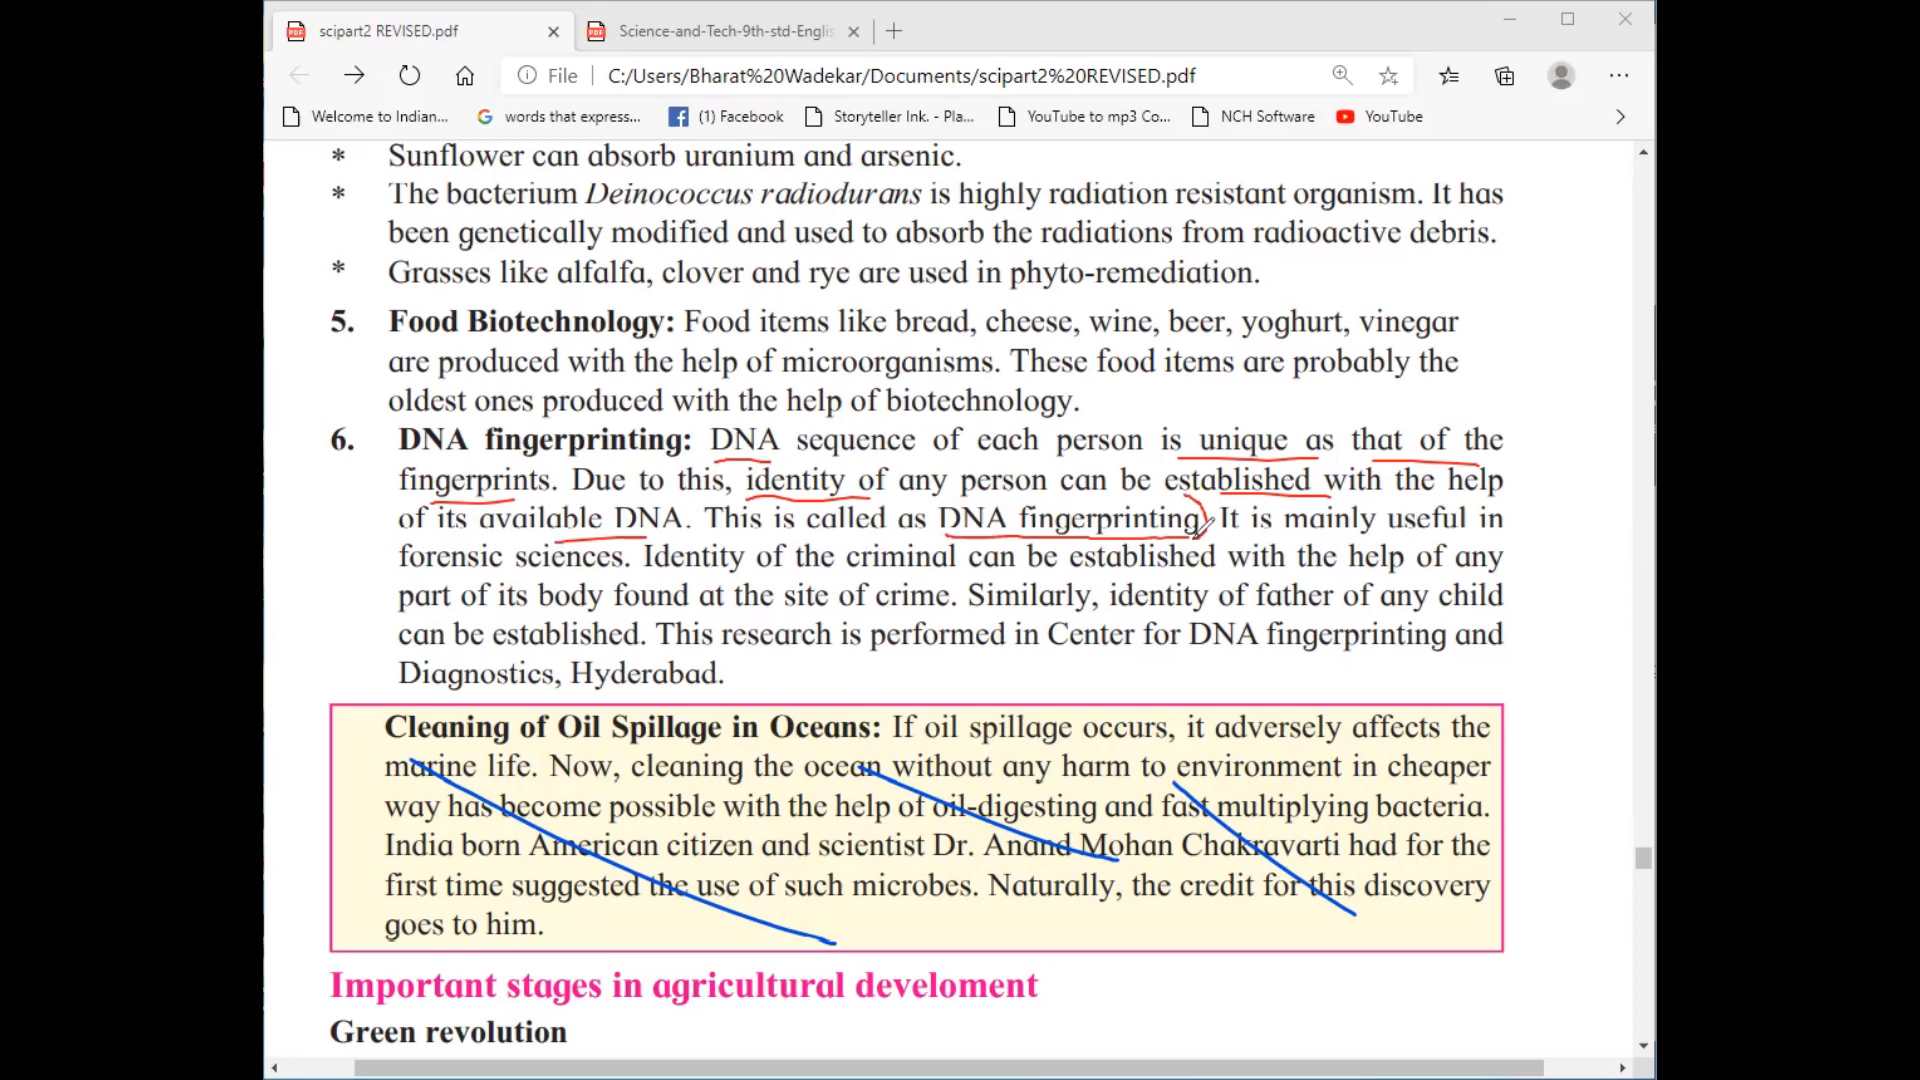 scipart2 REVISED.pdf
Science-and-Tech-9th-std-Englis
File
C:/Users/Bharat%20Wadekar/Documents/scipart2%20REVISED.pdf
Welcome to Indian... words that express... (1) Facebook Storyteller Ink. - Pla... YouTube to mp3 Co... NCH Software YouTube
* Sunflower can absorb uranium and arsenic.
* The bacterium Deinococcus radiodurans is highly radiation resistant organism. It has
been genetically modified and used to absorb the radiations from radioactive debris.
* Grasses like alfalfa, clover and rye are used in phyto-remediation.
5. Food Biotechnology: Food items like bread, cheese, wine, beer, yoghurt, vinegar
are produced with the help of microorganisms. These food items are probably the
oldest ones produced with the help of biotechnology.
6. DNA fingerprinting: DNA sequence of each person is unique as that of the
fingerprints. Due to this, identity of any person can be established with the help
of its available DNA. This is called as DNA fingerprinting. It is mainly useful in
forensic sciences. Identity of the criminal can be established with the help of any
part of its body found at the site of crime. Similarly, identity of father of any child
can be established. This research is performed in Center for DNA fingerprinting and
Diagnostics, Hyderabad.
Cleaning of Oil Spillage in Oceans: If oil spillage occurs, it adversely affects the
marine life. Now, cleaning the ocean without any harm to environment in cheaper
way has become possible with the help of oil-digesting and fast multiplying bacteria.
India born American citizen and scientist Dr. Anand Mohan Chakravarti had for the
first time suggested the use of such microbes. Naturally, the credit for this discovery
goes to him.
Important stages in agricultural develoment
Green revolution